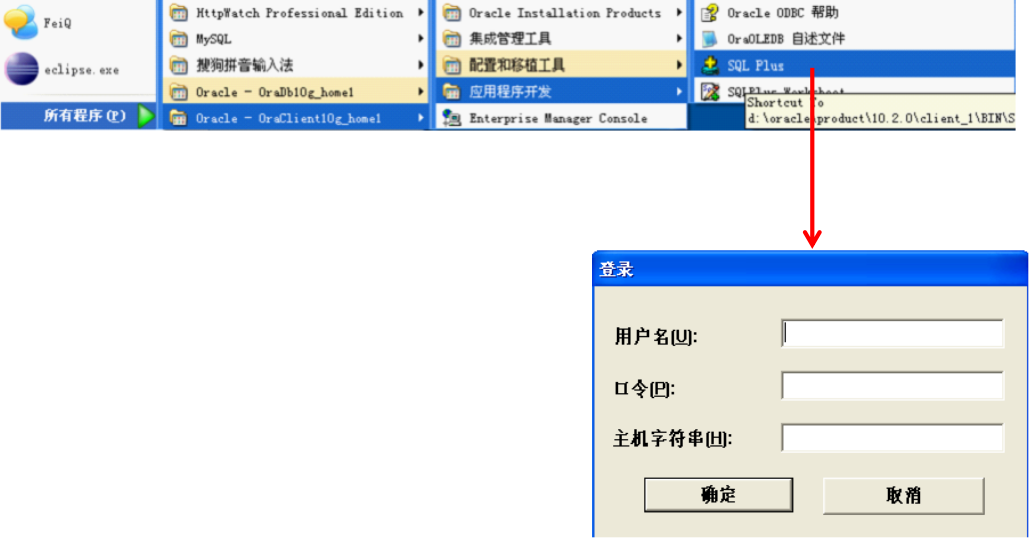 FeiQ
eclipse.exe
所有程序(P)
HttpWatch Professional Edition
MySQL
搜狗拼音输入法
Oracle - OraDb10g_home1
Oracle - OraClient10g_home1
Oracle Installation Products
集成管理工具
配置和移植工具
应用程序开发
Enterprise Manager Console
Oracle ODBC 帮助
OraOLEDB 自述文件
SQL Plus
SQLPlus Worksheet
Shortcut To
d:\oracle\product\10.2.0\client_1\BIN\S
登录
用户名(U):
口令(P):
主机字符串(H):
确定
取消